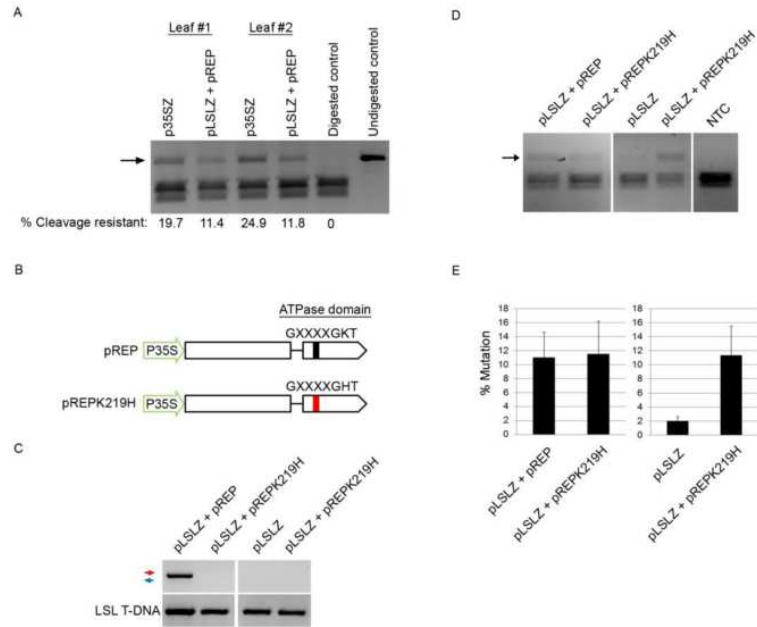 A
Leaf #1
Leaf #2
p35SZ
pLSLZ + pREP
p35SZ
pLSLZ + pREP
Digested control
Undigested control
% Cleavage resistant: 19.7 11.4 24.9 11.8 0
B
ATPase domain
GXXXXGKT
pREP P35S
GXXXXGHT
pREPK219H P35S
C
pLSLZ + pREP
pLSLZ + pREPK219H
pLSLZ
pLSLZ + pREPK219H
LSL T-DNA
D
pLSLZ + pREP
pLSLZ + pREPK219H
pLSLZ
pLSLZ + pREPK219H
NTC
E
% Mutation
18
16
14
12
10
8
6
4
2
0
pLSLZ + pREP
pLSLZ + pREPK219H
18
16
14
12
10
8
6
4
2
0
pLSLZ
pLSLZ + pREPK219H